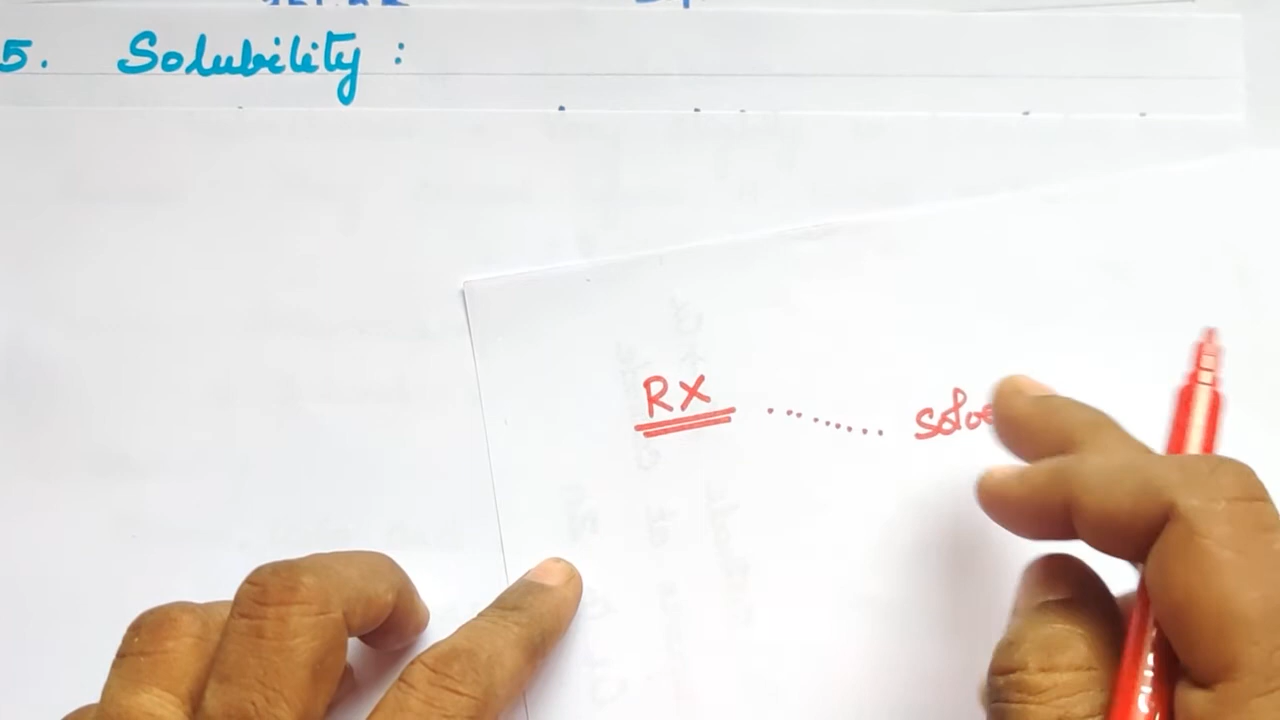 5. Solubility :
RX .......